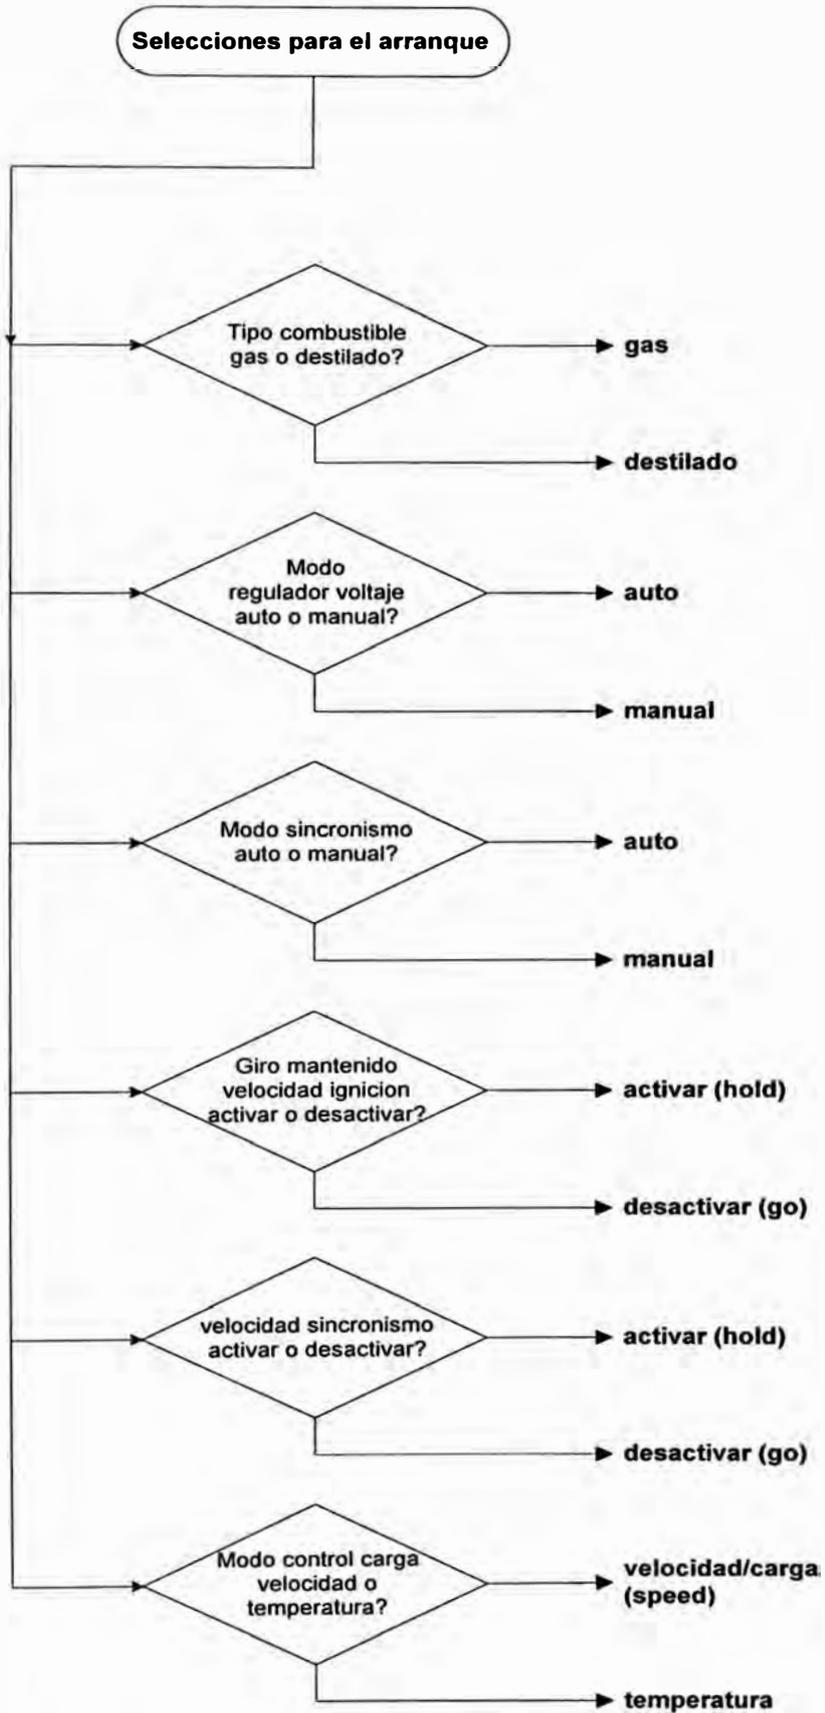 Selecciones para el arranque
Tipo combustible
gas o destilado?
gas
destilado
Modo
regulador voltaje
auto o manual?
auto
manual
Modo sincronismo
auto o manual?
auto
manual
Giro mantenido
velocidad ignicion
activar o desactivar?
activar (hold)
desactivar (go)
velocidad sincronismo
activar o desactivar?
activar (hold)
desactivar (go)
Modo control carga
velocidad o
temperatura?
velocidad/carga
(speed)
temperatura